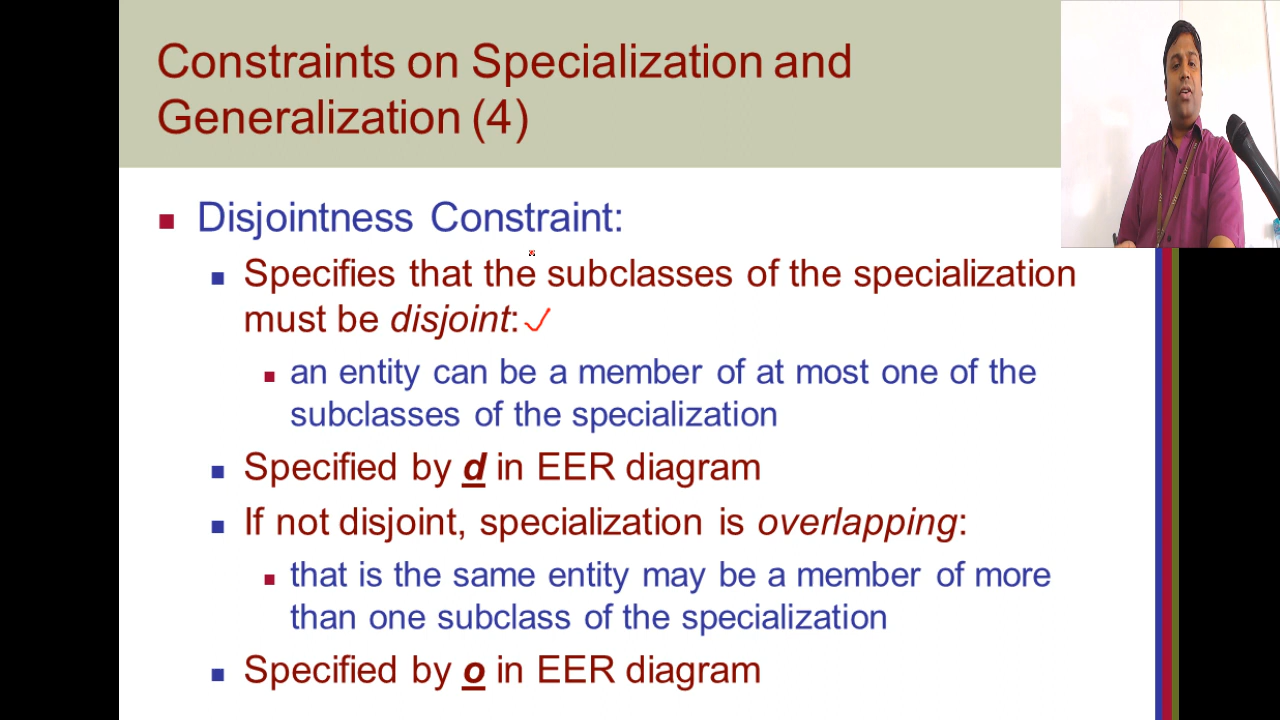 Constraints on Specialization and
Generalization (4)
Disjointness Constraint:
Specifies that the subclasses of the specialization
must be disjoint:
an entity can be a member of at most one of the
subclasses of the specialization
Specified by d in EER diagram
If not disjoint, specialization is overlapping:
that is the same entity may be a member of more
than one subclass of the specialization
Specified by o in EER diagram